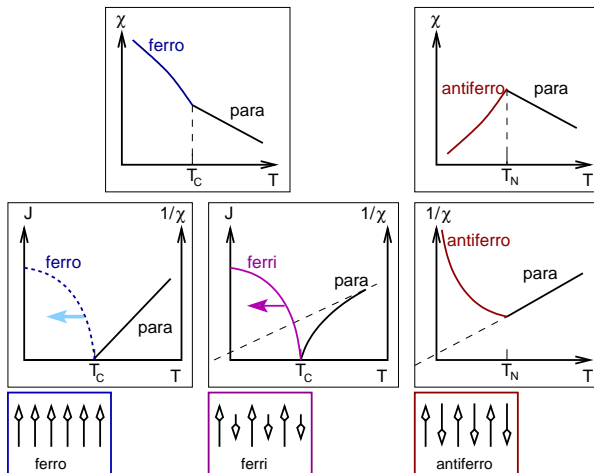 χ
ferro
para
T_C
T
χ
antiferro
para
T_N
T
J
1/χ
ferro
para
T_C
T
J
1/χ
ferri
para
T_C
T
1/χ
antiferro
para
T_N
T
ferro
ferri
antiferro